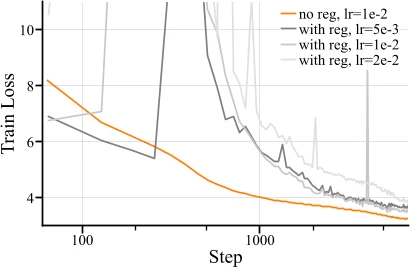 no reg, lr=1e-2
with reg, lr=5e-3
with reg, lr=1e-2
with reg, lr=2e-2
10
8
6
4
Train Loss
100
1000
Step